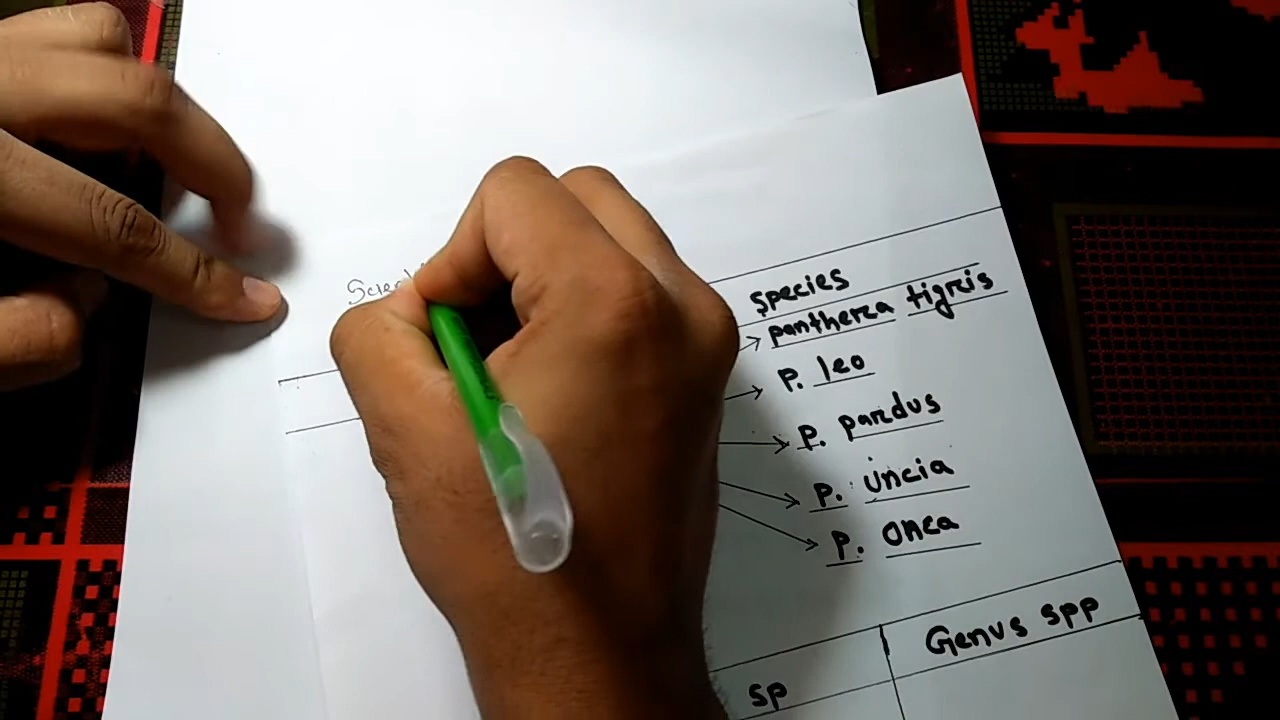 species
panthera tigris
P. leo
P. pardus
P. uncia
P. onca
sp
Genus spp